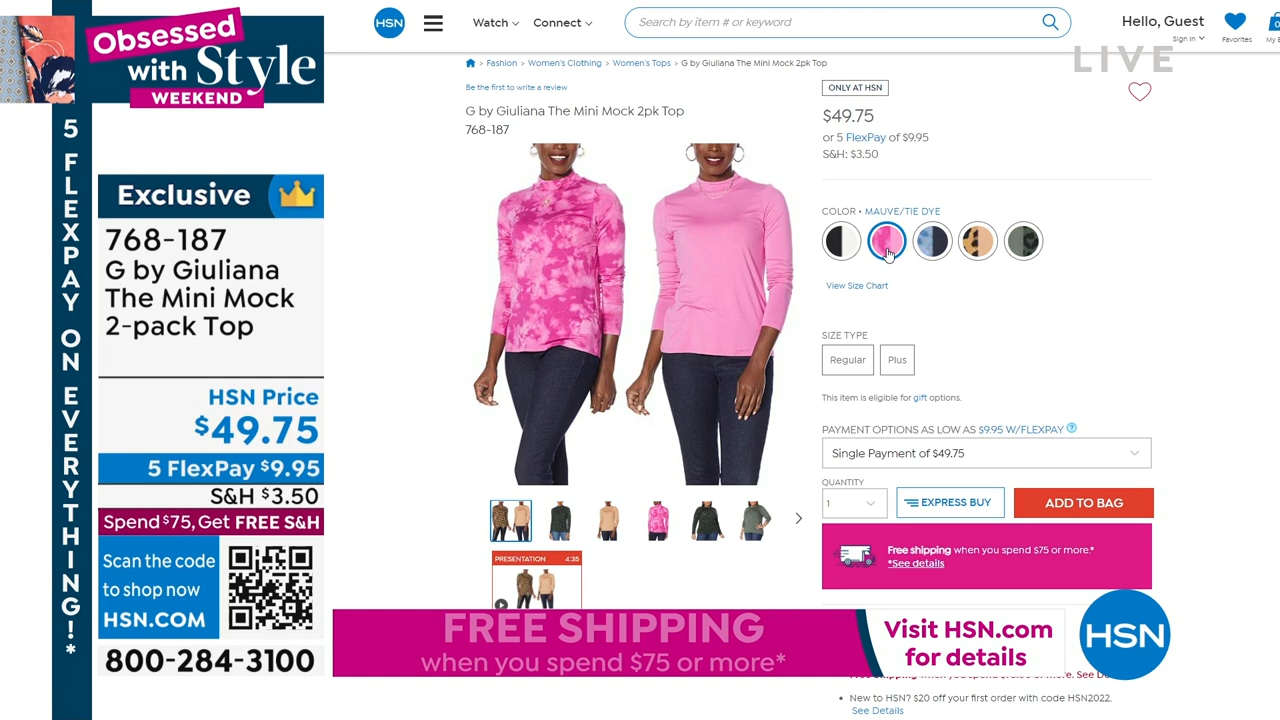 Obsessed
with Style
WEEKEND
5 FLEXPAY ON EVERYTHING!*
Exclusive
768-187
G by Giuliana
The Mini Mock
2-pack Top
HSN Price
$49.75
5 FlexPay $9.95
S&H $3.50
Spend $75, Get FREE S&H
Scan the code
to shop now
HSN.COM
800-284-3100
HSN
Watch
Connect
Search by item # or keyword
Hello, Guest
Sign In
Favorites
0
LIVE
> Fashion > Women's Clothing > Women's Tops > G by Giuliana The Mini Mock 2pk Top
Be the first to write a review
G by Giuliana The Mini Mock 2pk Top
768-187
PRESENTATION 4:35
ONLY AT HSN
$49.75
or 5 FlexPay of $9.95
S&H: $3.50
COLOR • MAUVE/TIE DYE
View Size Chart
SIZE TYPE
Regular
Plus
This item is eligible for gift options.
PAYMENT OPTIONS AS LOW AS $9.95 W/FLEXPAY ?
Single Payment of $49.75
QUANTITY
1
EXPRESS BUY
ADD TO BAG
Free shipping when you spend $75 or more.*
*See details
FREE SHIPPING
when you spend $75 or more*
Visit HSN.com
for details
HSN
• New to HSN? $20 off your first order with code HSN2022.
See Details